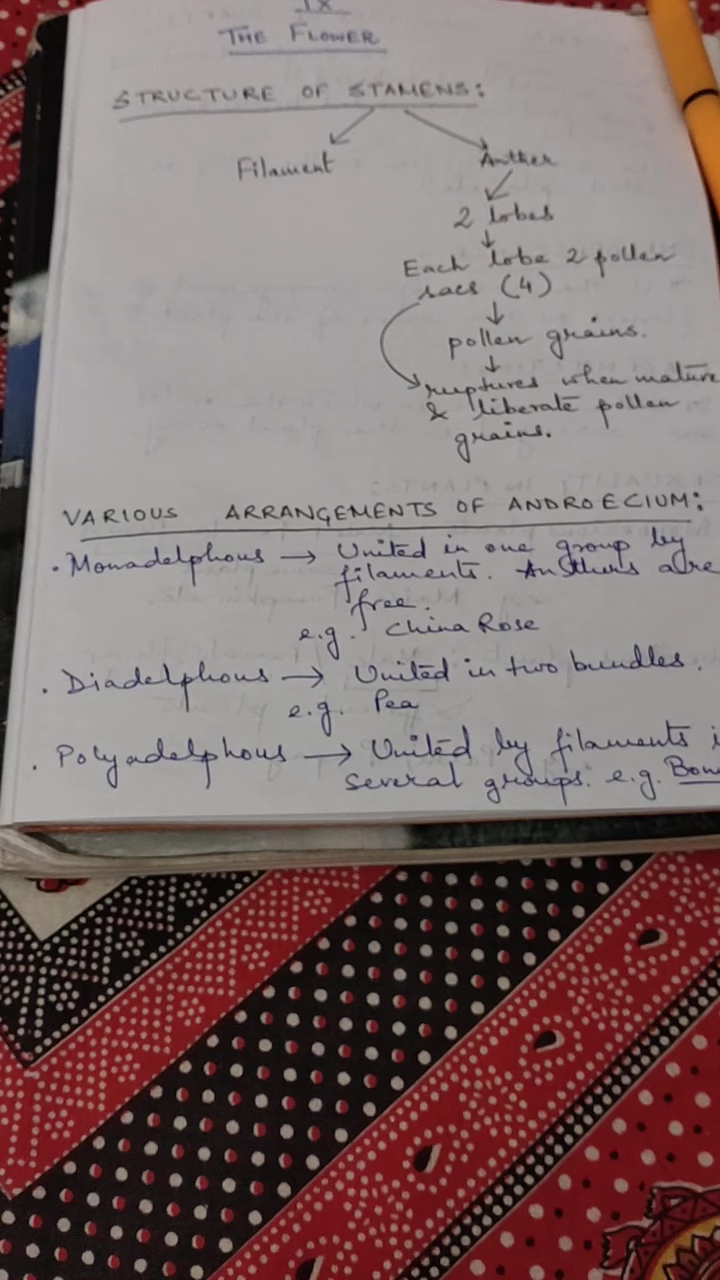 IX
THE FLOWER
STRUCTURE OF STAMENS:
Filament Anther
2 lobes
Each lobe 2 pollen
sacs (4)
pollen grains.
ruptures when mature
& liberate pollen
grains.
VARIOUS ARRANGEMENTS OF ANDROECIUM:
• Monadelphous → United in one group by
filaments. Anthers are
free.
e.g. China Rose
• Diadelphous → United in two bundles.
e.g. Pea
• Polyadelphous → United by filaments
several groups. e.g.